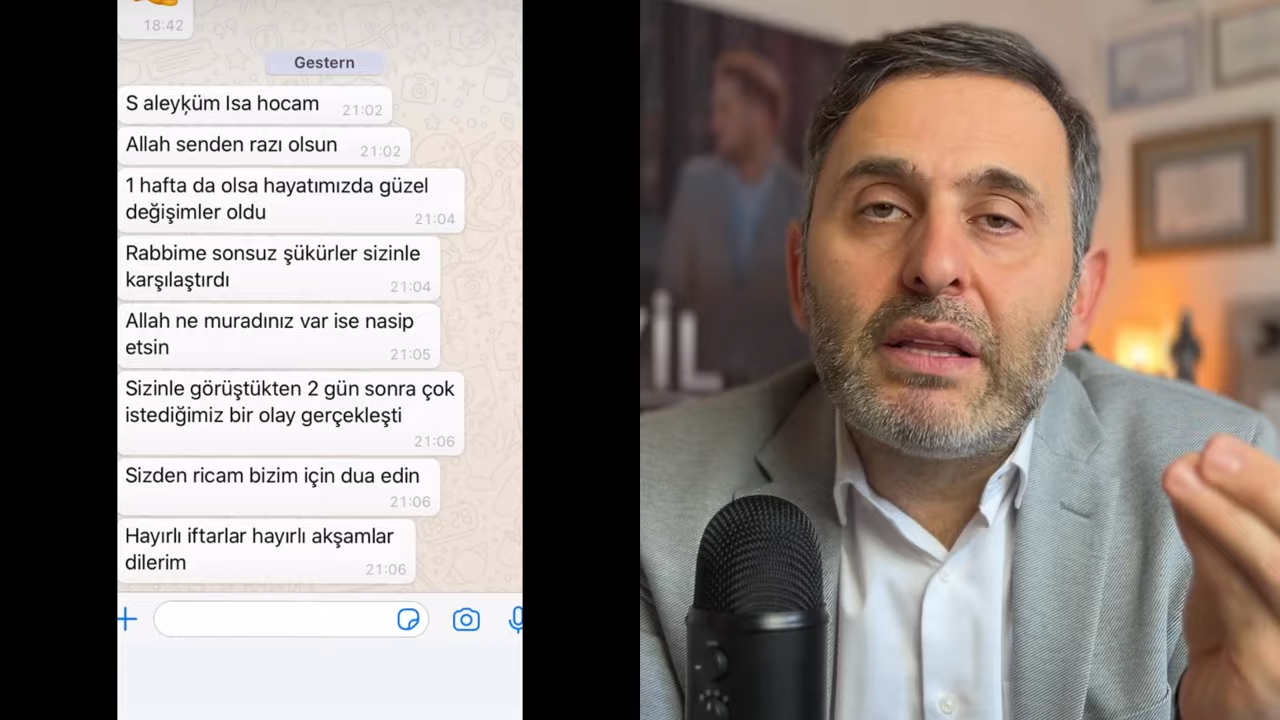 18:42
Gestern
S aleyķüm Isa hocam 21:02
Allah senden razı olsun 21:02
1 hafta da olsa hayatımızda güzel
değişimler oldu 21:04
Rabbime sonsuz şükürler sizinle
karşılaştırdı 21:04
Allah ne muradınız var ise nasip
etsin 21:05
Sizinle görüştükten 2 gün sonra çok
istediğimiz bir olay gerçekleşti
21:06
Sizden ricam bizim için dua edin
21:06
Hayırlı iftarlar hayırlı akşamlar
dilerim 21:06